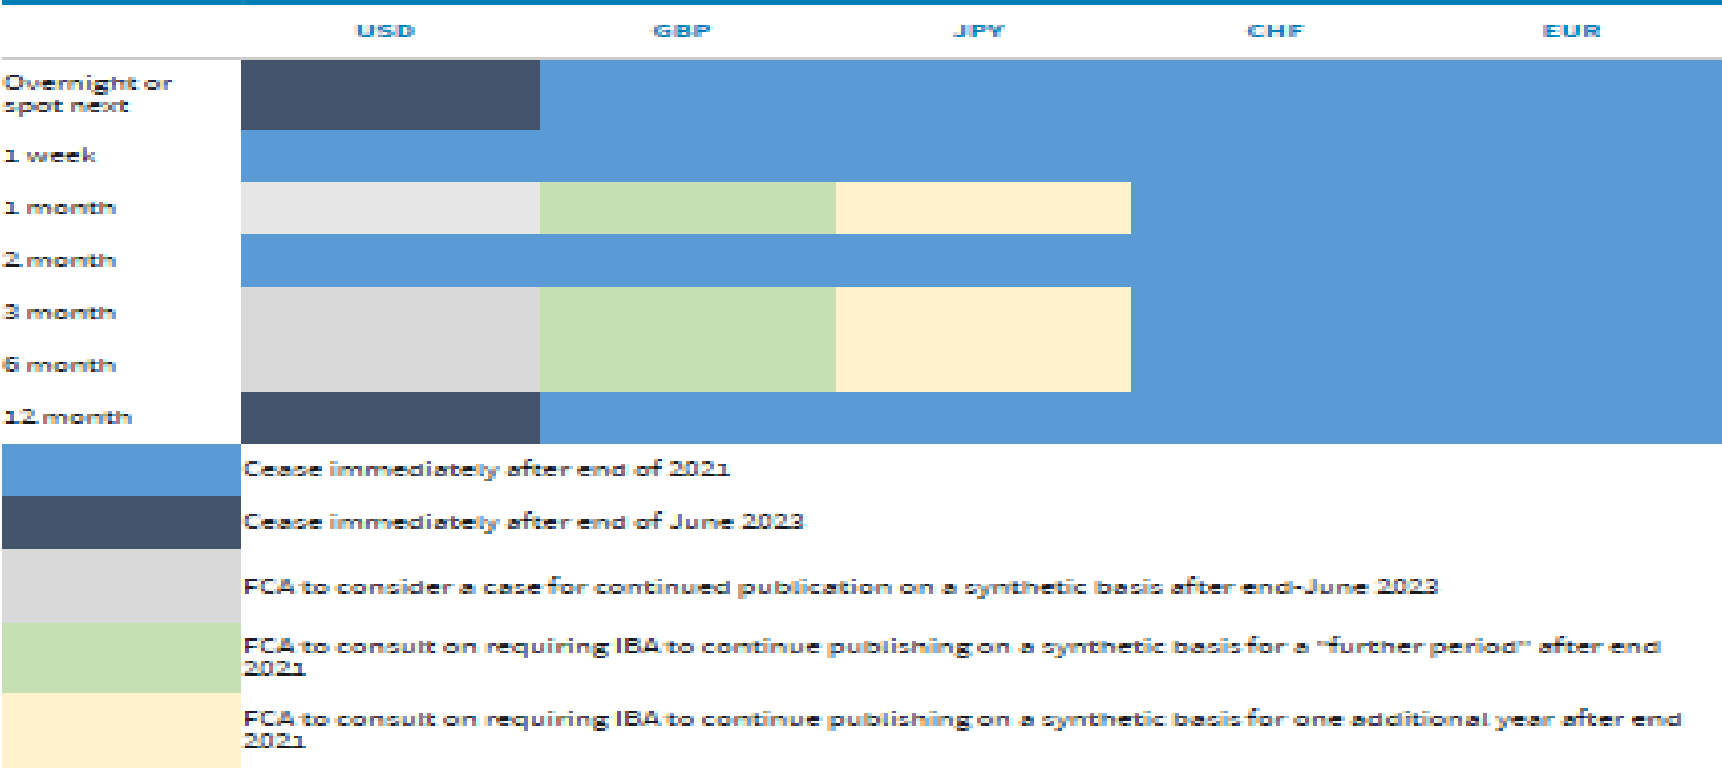 USD GBP JPY CHF EUR
Overnight or
spot next
1 week
1 month
2 month
3 month
6 month
12 month
Cease immediately after end of 2021
Cease immediately after end of June 2023
FCA to consider a case for continued publication on a synthetic basis after end-June 2023
FCA to consult on requiring IBA to continue publishing on a synthetic basis for a "further period" after end
2021
FCA to consult on requiring IBA to continue publishing on a synthetic basis for one additional year after end
2021